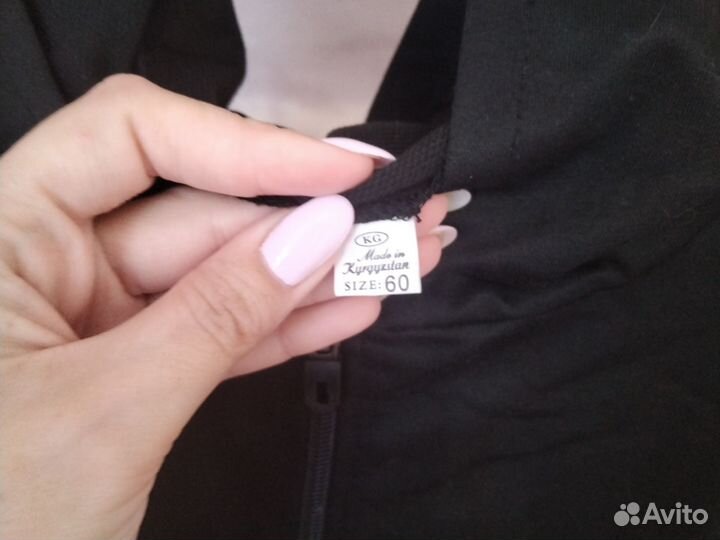 KG
Made in
Kyrgyzstan
SIZE: 60
Avito